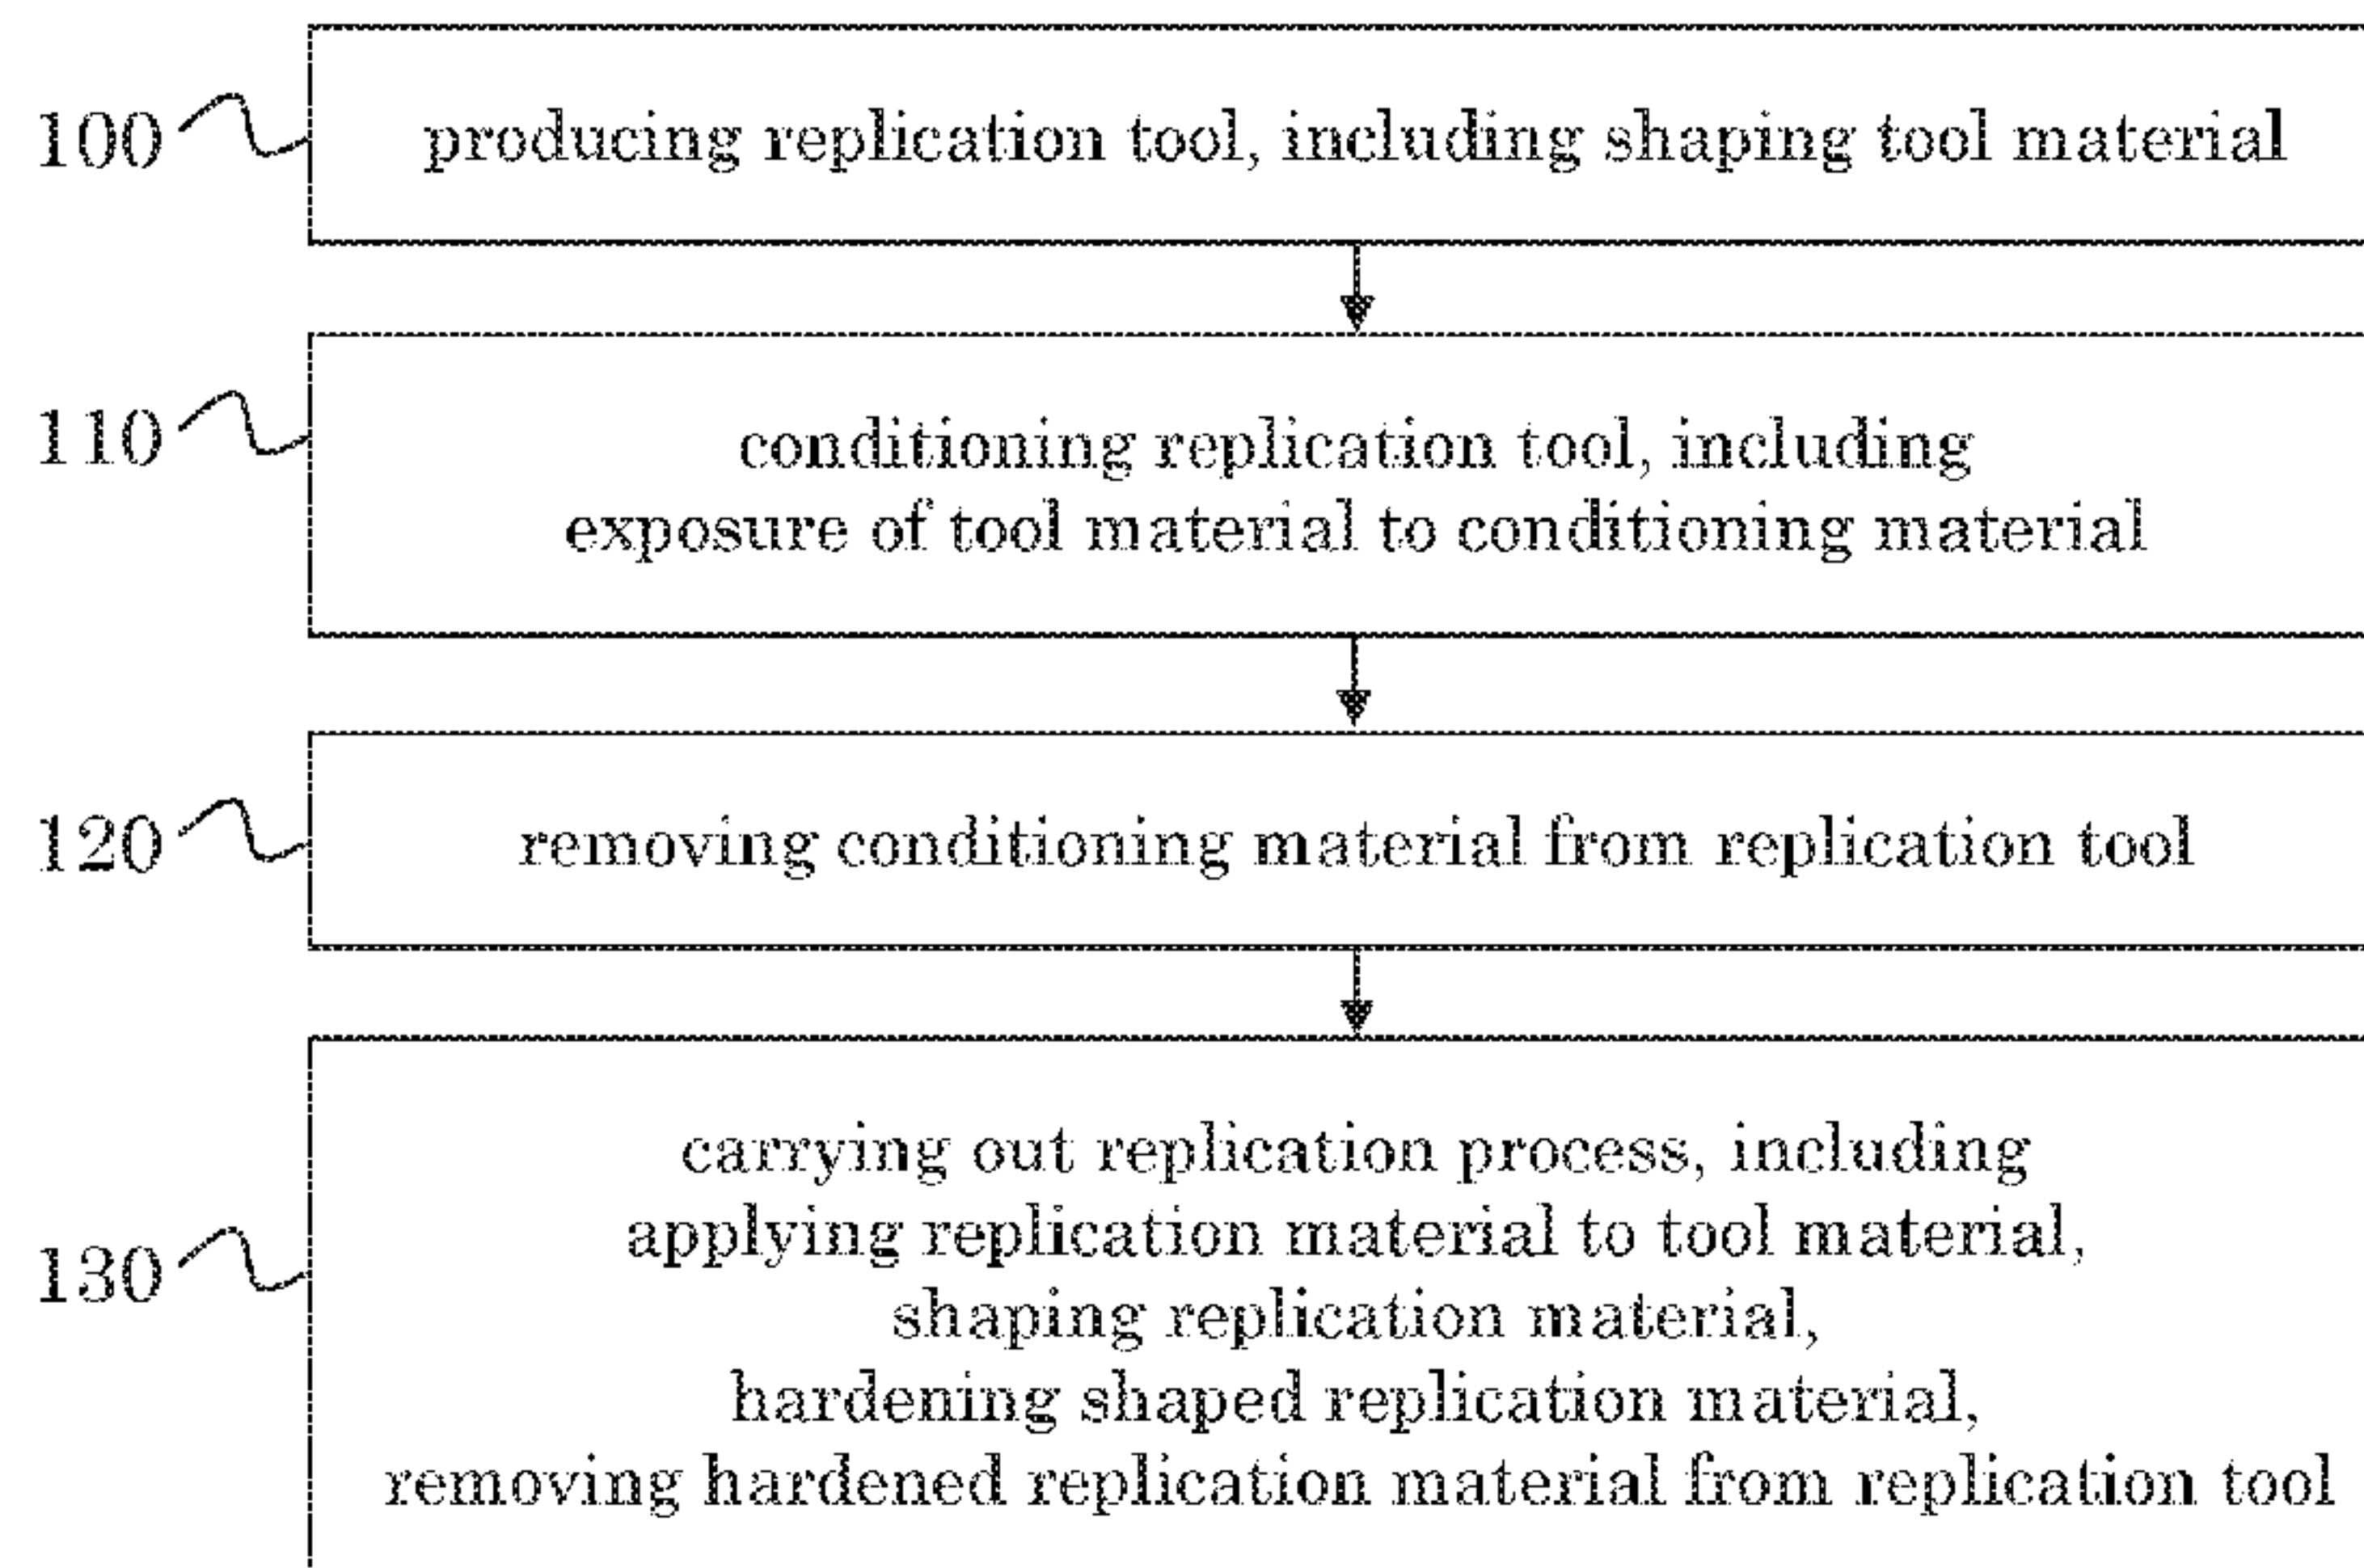 100
producing replication tool, including shaping tool material
110
conditioning replication tool, including
exposure of tool material to conditioning material
120
removing conditioning material from replication tool
130
carrying out replication process, including
applying replication material to tool material,
shaping replication material,
hardening shaped replication material,
removing hardened replication material from replication tool